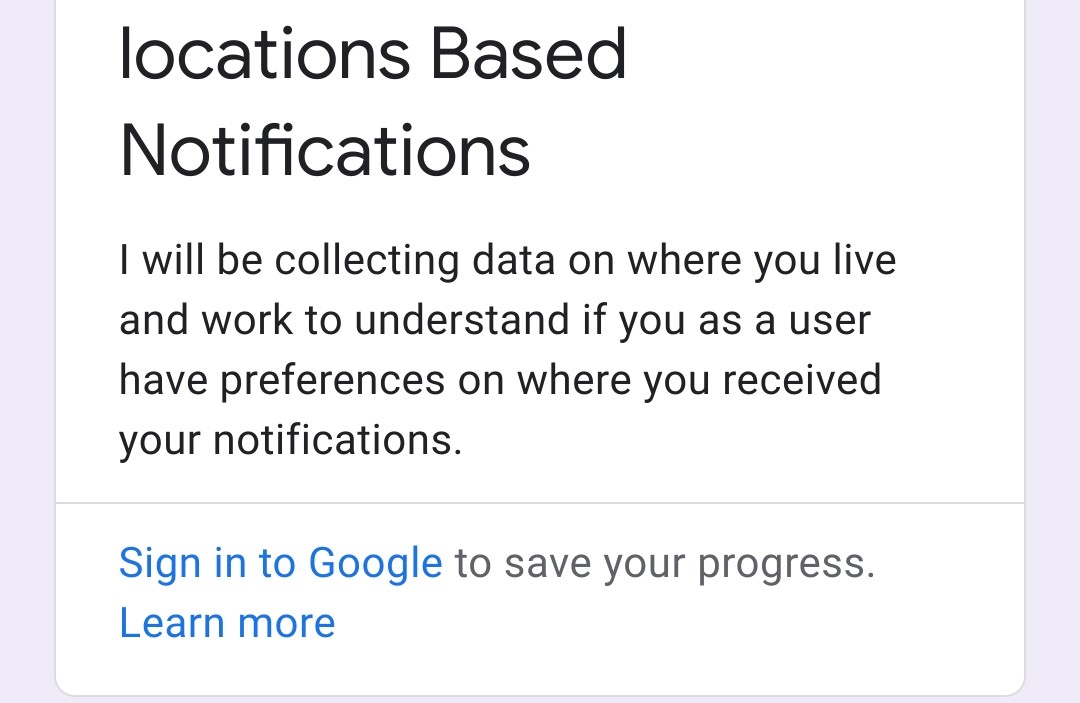 locations Based
Notifications
I will be collecting data on where you live
and work to understand if you as a user
have preferences on where you received
your notifications.
Sign in to Google to save your progress.
Learn more